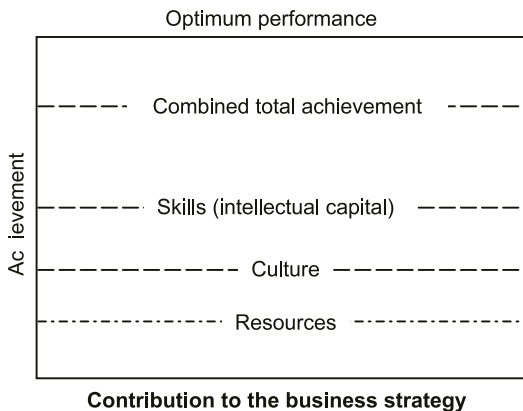 Optimum performance
Combined total achievement
Skills (intellectual capital)
Culture
Resources
Ac ievement
Contribution to the business strategy